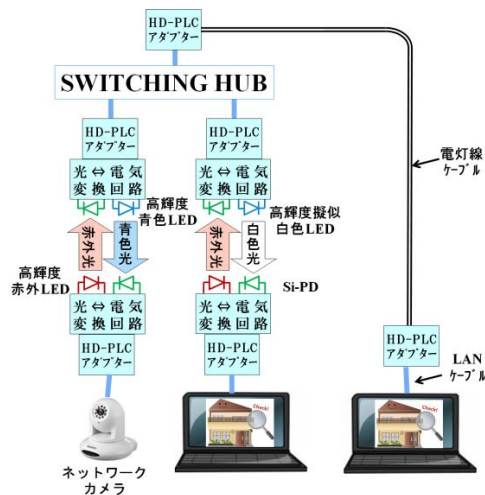 HD-PLC
アダプター
SWITCHING HUB
HD-PLC
アダプター
HD-PLC
アダプター
光⇔電気
変換回路
光⇔電気
変換回路
高輝度
青色LED
高輝度擬似
白色LED
電灯線
ケーブル
赤外光
青色光
赤外光
白色光
高輝度
赤外LED
Si-PD
光⇔電気
変換回路
光⇔電気
変換回路
HD-PLC
アダプター
HD-PLC
アダプター
HD-PLC
アダプター
LAN
ケーブル
Check!
Check!
ネットワーク
カメラ